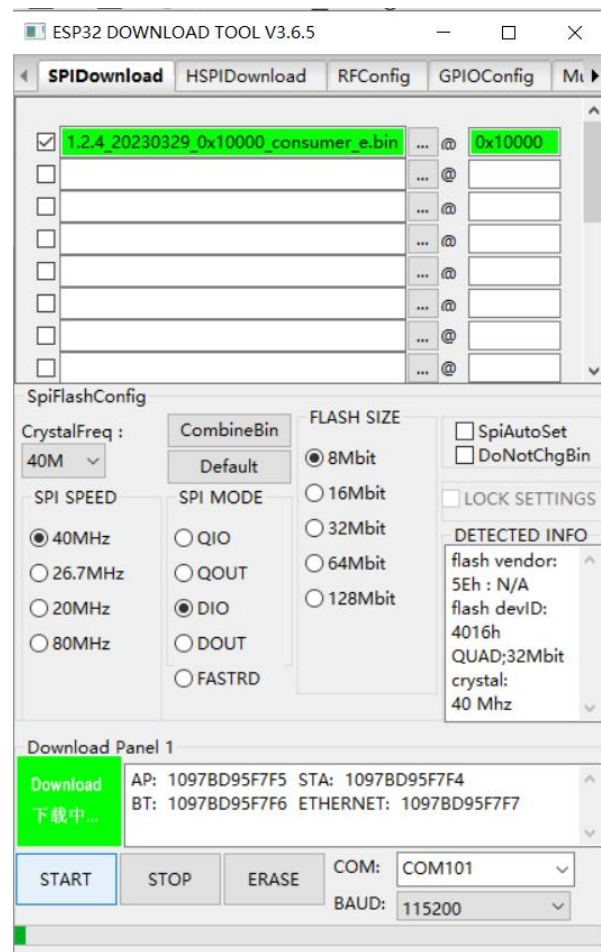 ESP32 DOWNLOAD TOOL V3.6.5
SPIDownload HSPIDownload RFConfig GPIOConfig
1.2.4_20230329_0x10000_consumer_e.bin ... @ 0x10000
... @
... @
... @
... @
... @
... @
... @
SpiFlashConfig
CrystalFreq :
40M
CombineBin
Default
SPI SPEED
40MHz
26.7MHz
20MHz
80MHz
SPI MODE
QIO
QOUT
DIO
DOUT
FASTRD
FLASH SIZE
8Mbit
16Mbit
32Mbit
64Mbit
128Mbit
SpiAutoSet
DoNotChgBin
LOCK SETTINGS
DETECTED INFO
flash vendor:
5Eh : N/A
flash devID:
4016h
QUAD;32Mbit
crystal:
40 Mhz
Download Panel 1
Download
下载中...
AP: 1097BD95F7F5 STA: 1097BD95F7F4
BT: 1097BD95F7F6 ETHERNET: 1097BD95F7F7
START STOP ERASE
COM: COM101
BAUD: 115200